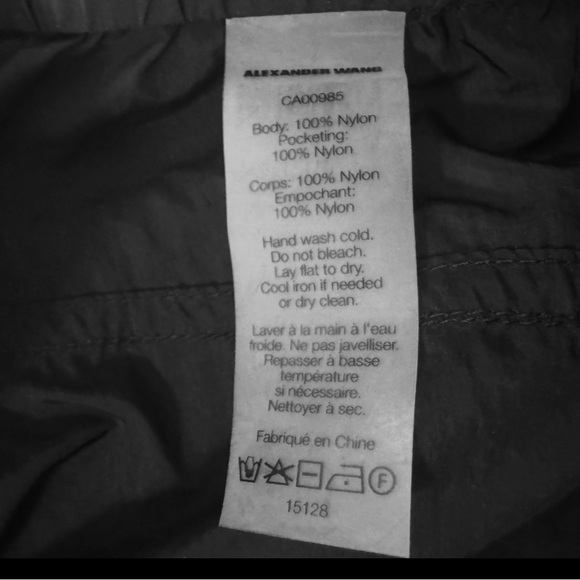 ALEXANDER WANG
CA00985
Body: 100% Nylon
Pocketing:
100% Nylon
Corps: 100% Nylon
Empochant:
100% Nylon
Hand wash cold.
Do not bleach.
Lay flat to dry.
Cool iron if needed
or dry clean.
Laver à la main à l'eau
froide. Ne pas javelliser.
Repasser à basse
température
si nécessaire.
Nettoyer à sec.
Fabriqué en Chine
F
15128